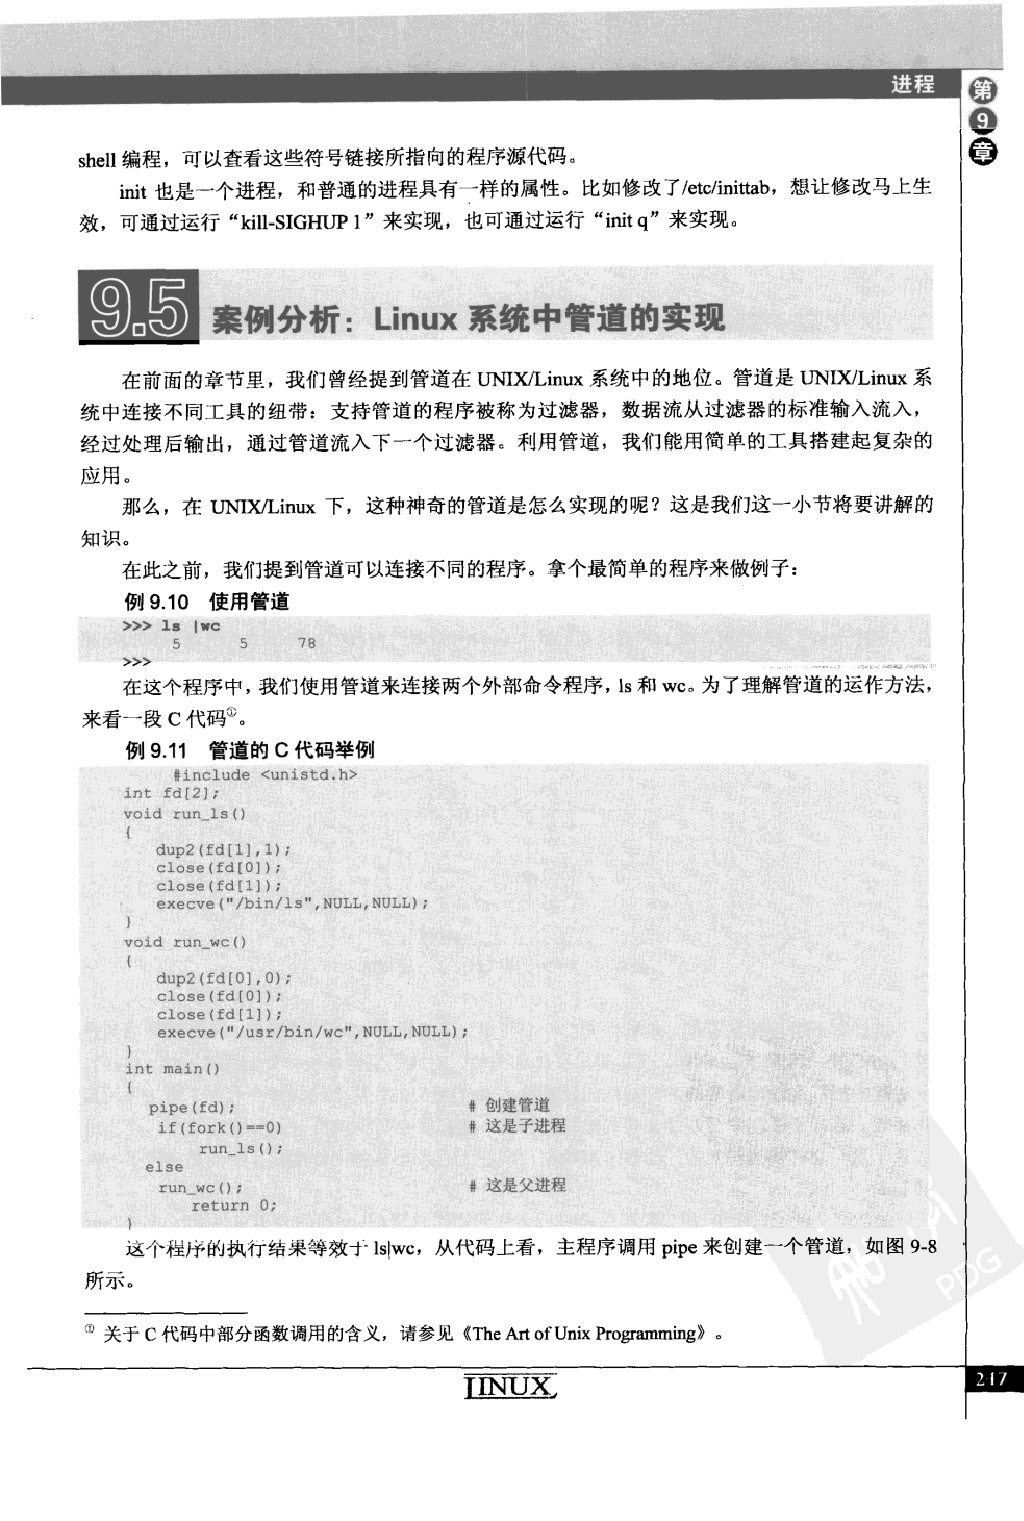 进程
第
9
章
shell 编程，可以查看这些符号链接所指向的程序源代码。
init 也是一个进程，和普通的进程具有一样的属性。比如修改了/etc/inittab，想让修改马上生
效，可通过运行“kill-SIGHUP 1”来实现，也可通过运行“init q”来实现。
9.5 案例分析：Linux 系统中管道的实现
在前面的章节里，我们曾经提到管道在 UNIX/Linux 系统中的地位。管道是 UNIX/Linux 系
统中连接不同工具的纽带：支持管道的程序被称为过滤器，数据流从过滤器的标准输入流入，
经过处理后输出，通过管道流入下一个过滤器。利用管道，我们能用简单的工具搭建起复杂的
应用。
那么，在 UNIX/Linux 下，这种神奇的管道是怎么实现的呢？这是我们这一小节将要讲解的
知识。
在此之前，我们提到管道可以连接不同的程序。拿个最简单的程序来做例子：
例 9.10 使用管道
>>> ls |wc
5 5 78
>>>
在这个程序中，我们使用管道来连接两个外部命令程序，ls 和 wc。为了理解管道的运作方法，
来看一段 C 代码①。
例 9.11 管道的 C 代码举例
#include <unistd.h>
int fd[2];
void run_ls()
{
dup2(fd[1],1);
close(fd[0]);
close(fd[1]);
execve("/bin/ls",NULL,NULL);
}
void run_wc()
{
dup2(fd[0],0);
close(fd[0]);
close(fd[1]);
execve("/usr/bin/wc",NULL,NULL);
}
int main()
{
pipe(fd); # 创建管道
if(fork()==0) # 这是子进程
run_ls();
else
run_wc(); # 这是父进程
return 0;
}
这个程序的执行结果等效于 ls|wc，从代码上看，主程序调用 pipe 来创建一个管道，如图 9-8
所示。
① 关于 C 代码中部分函数调用的含义，请参见《The Art of Unix Programming》。
LINUX
247
PDG